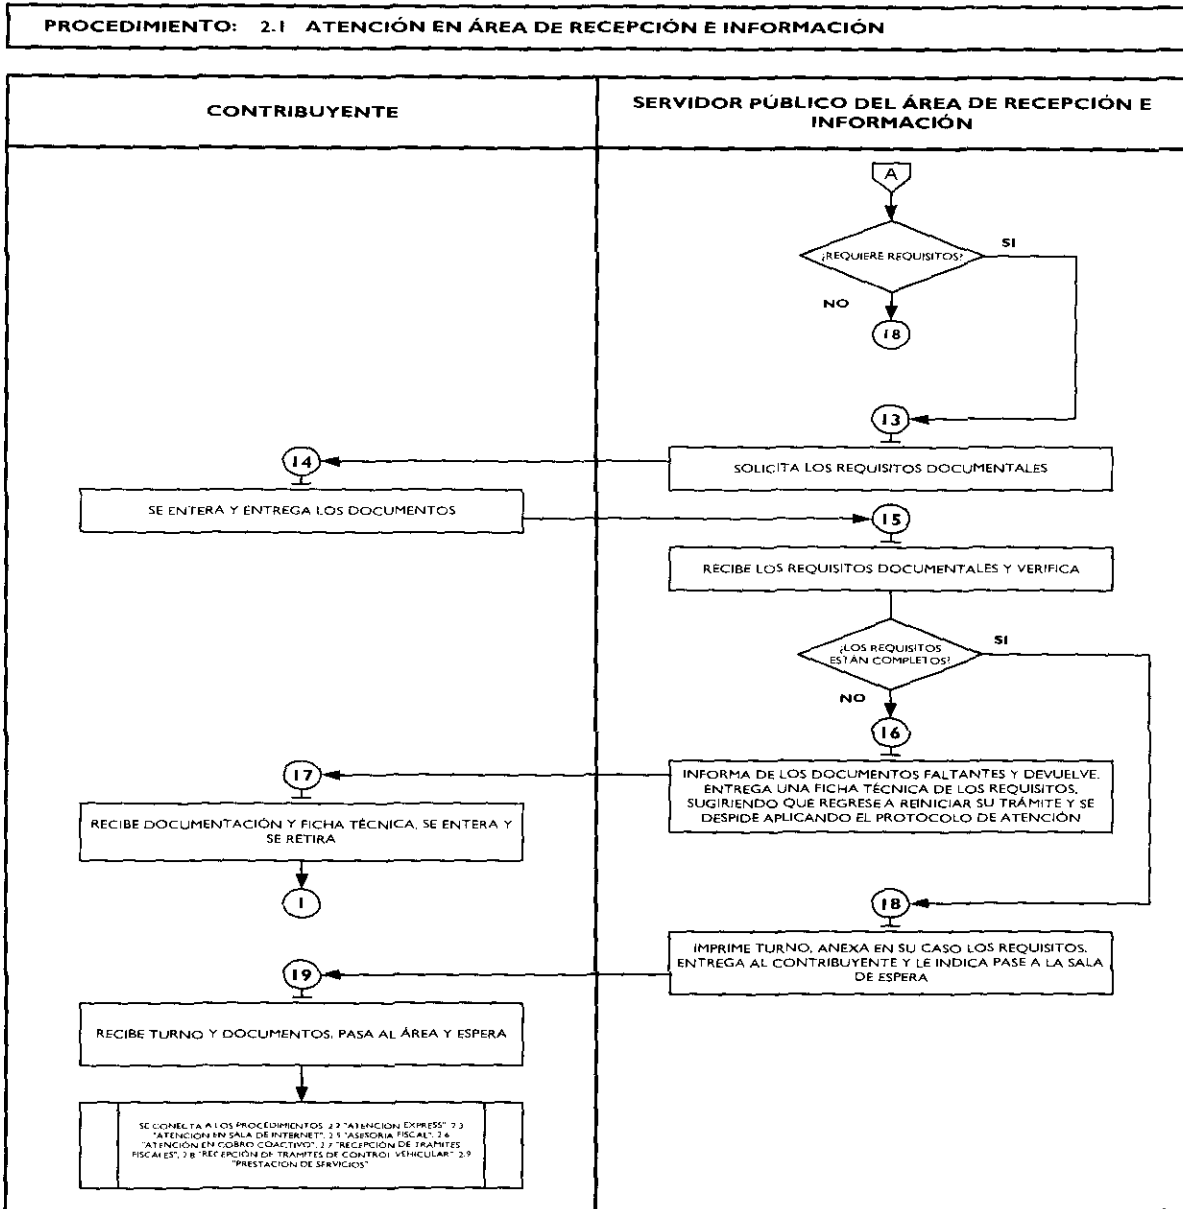 PROCEDIMIENTO: 2.1 ATENCIÓN EN ÁREA DE RECEPCIÓN E INFORMACIÓN
CONTRIBUYENTE
SERVIDOR PÚBLICO DEL ÁREA DE RECEPCIÓN E
INFORMACIÓN
A
¿REQUIERE REQUISITOS?
SI
NO
18
13
SOLICITA LOS REQUISITOS DOCUMENTALES
14
SE ENTERA Y ENTREGA LOS DOCUMENTOS
15
RECIBE LOS REQUISITOS DOCUMENTALES Y VERIFICA
¿LOS REQUISITOS
ESTÁN COMPLETOS?
SI
NO
16
INFORMA DE LOS DOCUMENTOS FALTANTES Y DEVUELVE.
ENTREGA UNA FICHA TÉCNICA DE LOS REQUISITOS,
SUGIRIENDO QUE REGRESE A REINICIAR SU TRÁMITE Y SE
DESPIDE APLICANDO EL PROTOCOLO DE ATENCIÓN
17
RECIBE DOCUMENTACIÓN Y FICHA TÉCNICA, SE ENTERA Y
SE RETIRA
1
18
IMPRIME TURNO, ANEXA EN SU CASO LOS REQUISITOS,
ENTREGA AL CONTRIBUYENTE Y LE INDICA PASE A LA SALA
DE ESPERA
19
RECIBE TURNO Y DOCUMENTOS, PASA AL ÁREA Y ESPERA
SE CONECTA A LOS PROCEDIMIENTOS 2.2 "ATENCIÓN EXPRESS" 2.3
"ATENCIÓN EN SALA DE INTERNET", 2.5 "ASESORIA FISCAL", 2.6
"ATENCIÓN EN COBRO COACTIVO", 2.7 "RECEPCIÓN DE TRAMITES
FISCALES", 2.8 "RECEPCIÓN DE TRAMITES DE CONTROL VEHICULAR" 2.9
"PRESTACION DE SERVICIOS"